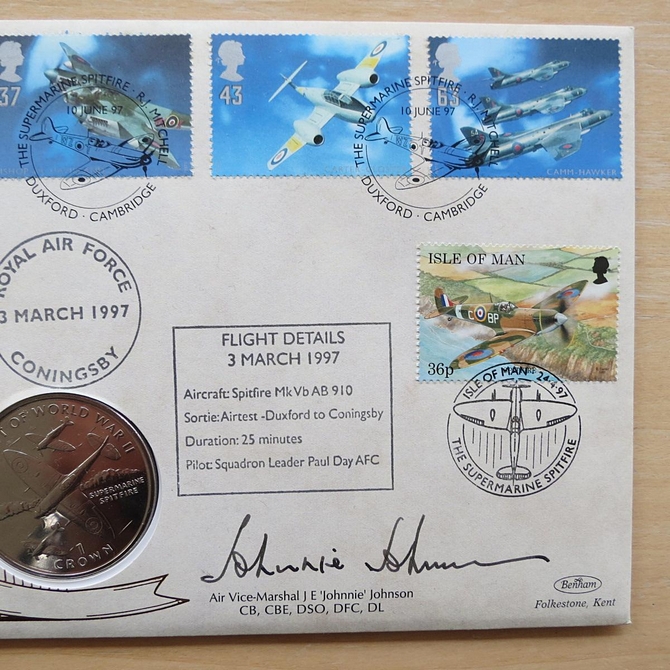 37
43
63
CAMM · HAWKER
THE SUPERMARINE SPITFIRE · R.J. MITCHELL
10 JUNE 97
DUXFORD · CAMBRIDGE
THE SUPERMARINE SPITFIRE · R.J. MITCHELL
10 JUNE 97
DUXFORD · CAMBRIDGE
ROYAL AIR FORCE
3 MARCH 1997
CONINGSBY
ISLE OF MAN
C BP
36p
ISLE OF MAN · 24·4·97
THE SUPERMARINE SPITFIRE
FLIGHT DETAILS
3 MARCH 1997
Aircraft: Spitfire MkVb AB 910
Sortie: Airtest -Duxford to Coningsby
Duration: 25 minutes
Pilot: Squadron Leader Paul Day AFC
OF WORLD WAR II
SUPERMARINE
SPITFIRE
1
CROWN
Johnnie Johnson
Air Vice-Marshal J E 'Johnnie' Johnson
CB, CBE, DSO, DFC, DL
Benham
Folkestone, Kent